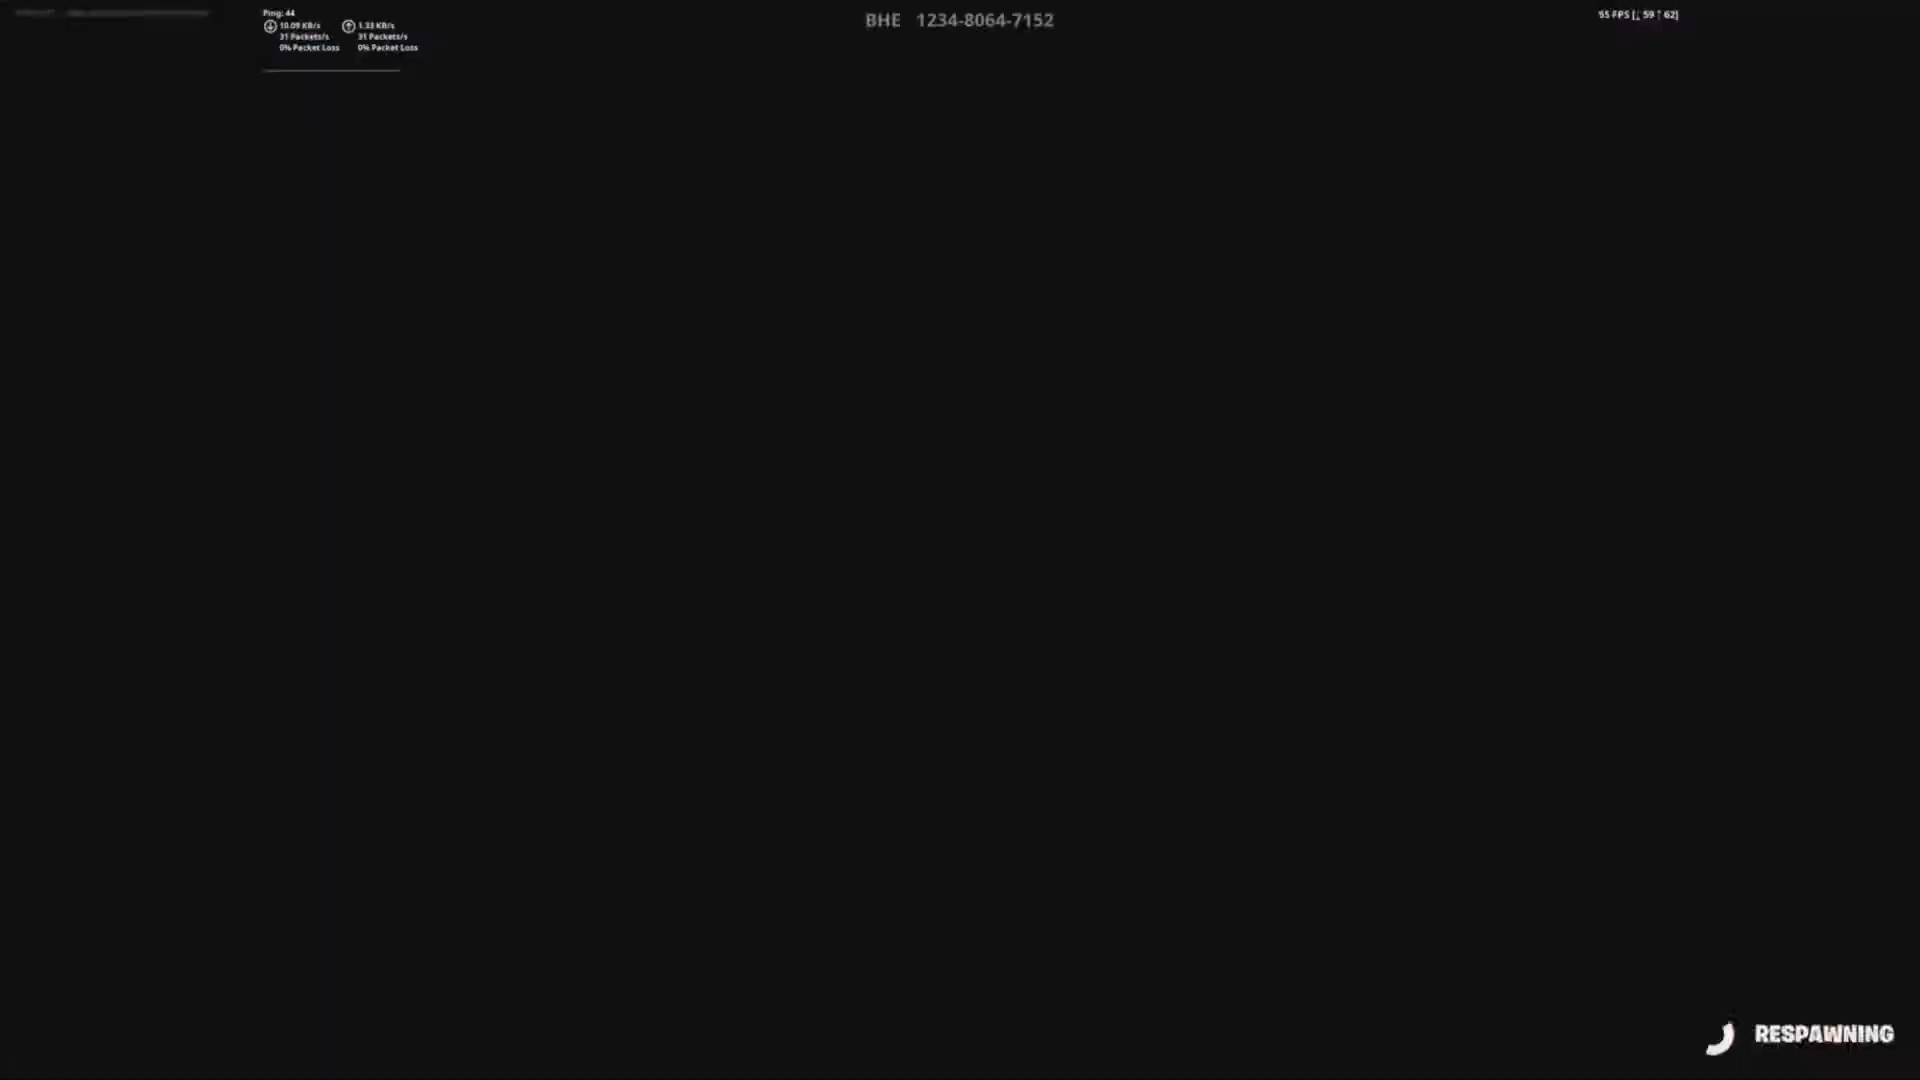 Ping: 44
10.09 KB/s 1.33 KB/s
31 Packets/s 31 Packets/s
0% Packet Loss 0% Packet Loss
BHE 1234-8064-7152
55 FPS [↓ 59 ↑ 62]
RESPAWNING